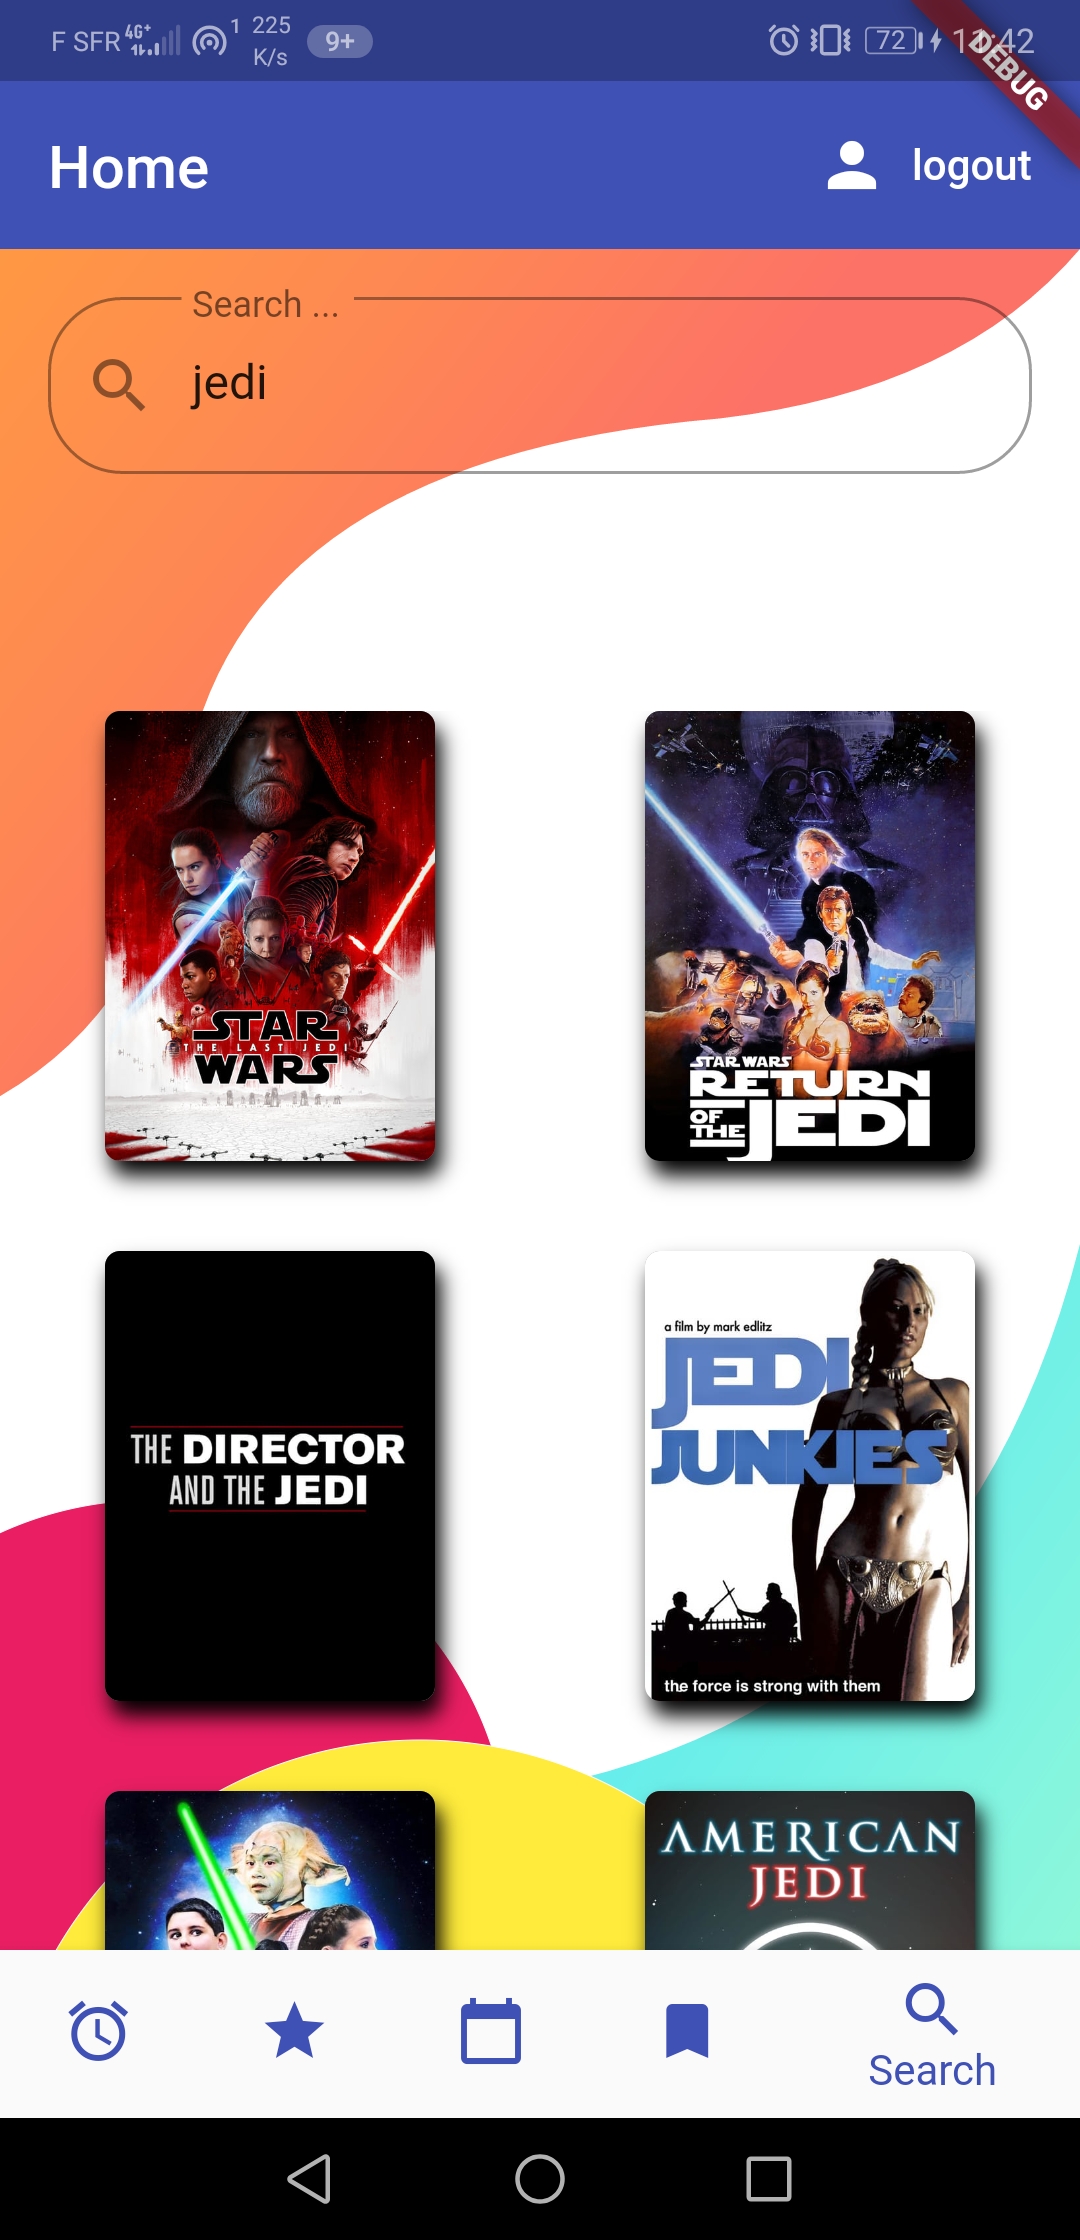 F SFR 4G+ 1 225 K/s 9+ 72 11:42
DEBUG
Home
logout
Search ...
jedi
STAR
THE LAST JEDI
WARS
STAR WARS
RETURN
OF THE JEDI
THE DIRECTOR
AND THE JEDI
a film by mark edlitz
JEDI
JUNKIES
the force is strong with them
AMERICAN
JEDI
Search